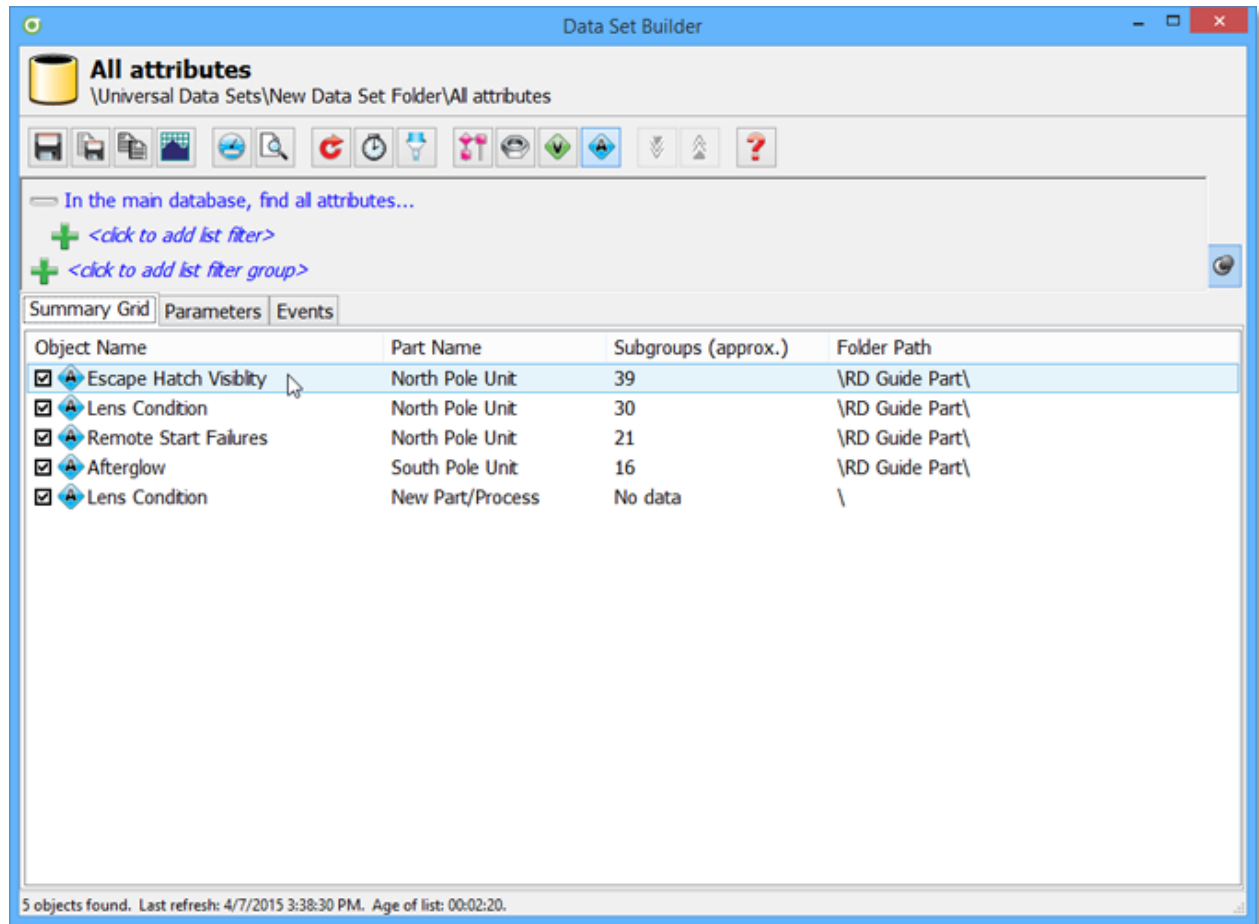 Data Set Builder
All attributes
\Universal Data Sets\New Data Set Folder\All attributes
In the main database, find all attributes...
<click to add list filter>
<click to add list filter group>
Summary Grid Parameters Events
Object Name Part Name Subgroups (approx.) Folder Path
A Escape Hatch Visiblity North Pole Unit 39 \RD Guide Part\
A Lens Condition North Pole Unit 30 \RD Guide Part\
A Remote Start Failures North Pole Unit 21 \RD Guide Part\
A Afterglow South Pole Unit 16 \RD Guide Part\
A Lens Condition New Part/Process No data \
5 objects found. Last refresh: 4/7/2015 3:38:30 PM. Age of list: 00:02:20.